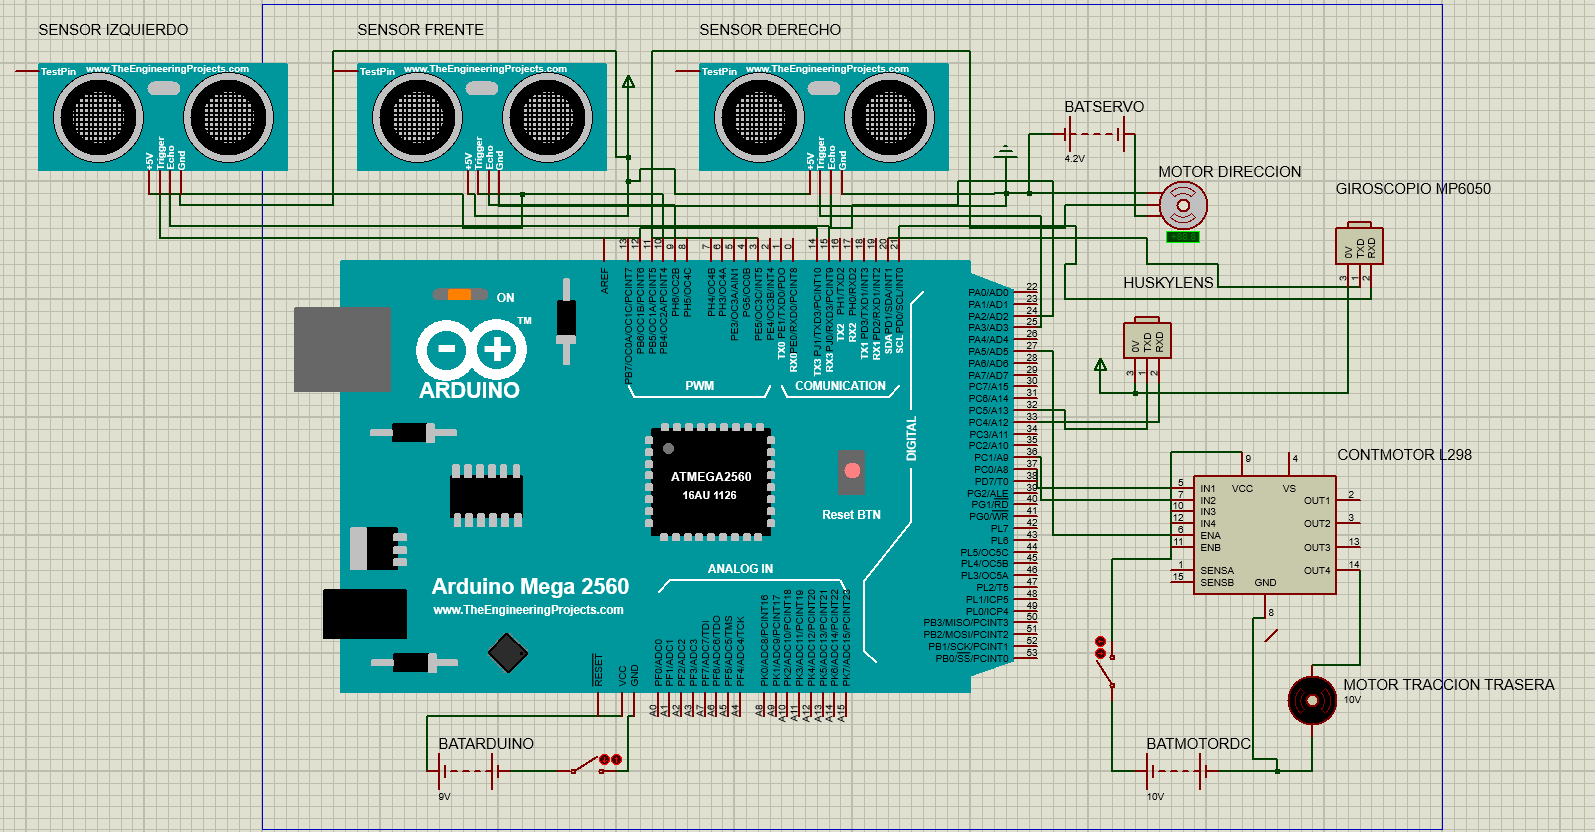 SENSOR IZQUIERDO
SENSOR FRENTE
SENSOR DERECHO
TestPin www.TheEngineeringProjects.com
TestPin www.TheEngineeringProjects.com
TestPin www.TheEngineeringProjects.com
+5V Trigger Echo Gnd
+5V Trigger Echo Gnd
+5V Trigger Echo Gnd
BATSERVO
4.2V
MOTOR DIRECCION
GIROSCOPIO MP6050
0V TXD RXD
3 1 2
HUSKYLENS
0V TXD RXD
3 1 2
13 12 11 10 9 8 7 6 5 4 3 2 1 0 14 15 16 17 18 19 20 21
AREF
PB7/OC0A/OC1C/PCINT7
PB6/OC1B/PCINT6
PB5/OC1A/PCINT5
PB4/OC2A/PCINT4
PH6/OC2B
PH5/OC4C
PH4/OC4B
PH3/OC4A
PE3/OC3A/AIN1
PG5/OC0B
PE5/OC3C/INT5
PE4/OC3B/INT4
TX0 PE1/TXD0/PDO
RX0 PE0/RXD0/PCINT8
TX3 PJ1/TXD3/PCINT10
RX3 PJ0/RXD3/PCINT9
TX2 PH1/TXD2
RX2 PH0/RXD2
TX1 PD3/TXD1/INT3
RX1 PD2/RXD1/INT2
SDA PD1/SDA/INT1
SCL PD0/SCL/INT0
ON
TM
ARDUINO
PWM
COMUNICATION
DIGITAL
ATMEGA2560
16AU 1126
Reset BTN
ANALOG IN
Arduino Mega 2560
www.TheEngineeringProjects.com
PA0/AD0 22
PA1/AD1 23
PA2/AD2 24
PA3/AD3 25
PA4/AD4 26
PA5/AD5 27
PA6/AD6 28
PA7/AD7 29
PC7/A15 30
PC6/A14 31
PC5/A13 32
PC4/A12 33
PC3/A11 34
PC2/A10 35
PC1/A9 36
PC0/A8 37
PD7/T0 38
PG2/ALE 39
PG1/RD 40
PG0/WR 41
PL7 42
PL6 43
PL5/OC5C 44
PL4/OC5B 45
PL3/OC5A 46
PL2/T5 47
PL1/ICP5 48
PL0/ICP4 49
PB3/MISO/PCINT3 50
PB2/MOSI/PCINT2 51
PB1/SCK/PCINT1 52
PB0/SS/PCINT0 53
RESET
VCC
GND
PF0/ADC0
PF1/ADC1
PF2/ADC2
PF3/ADC3
PF7/ADC7/TDI
PF6/ADC6/TDO
PF5/ADC5/TMS
PF4/ADC4/TCK
PK0/ADC8/PCINT16
PK1/ADC9/PCINT17
PK2/ADC10/PCINT18
PK3/ADC11/PCINT19
PK4/ADC12/PCINT20
PK5/ADC13/PCINT21
PK6/ADC14/PCINT22
PK7/ADC15/PCINT23
A0 A1 A2 A3 A7 A6 A5 A4 A8 A9 A10 A11 A12 A13 A14 A15
CONTMOTOR L298
9 4
VCC VS
5 IN1
7 IN2
10 IN3
12 IN4
6 ENA
11 ENB
1 SENSA
15 SENSB
OUT1 2
OUT2 3
OUT3 13
OUT4 14
GND
8
MOTOR TRACCION TRASERA
10V
BATARDUINO
9V
BATMOTORDC
10V